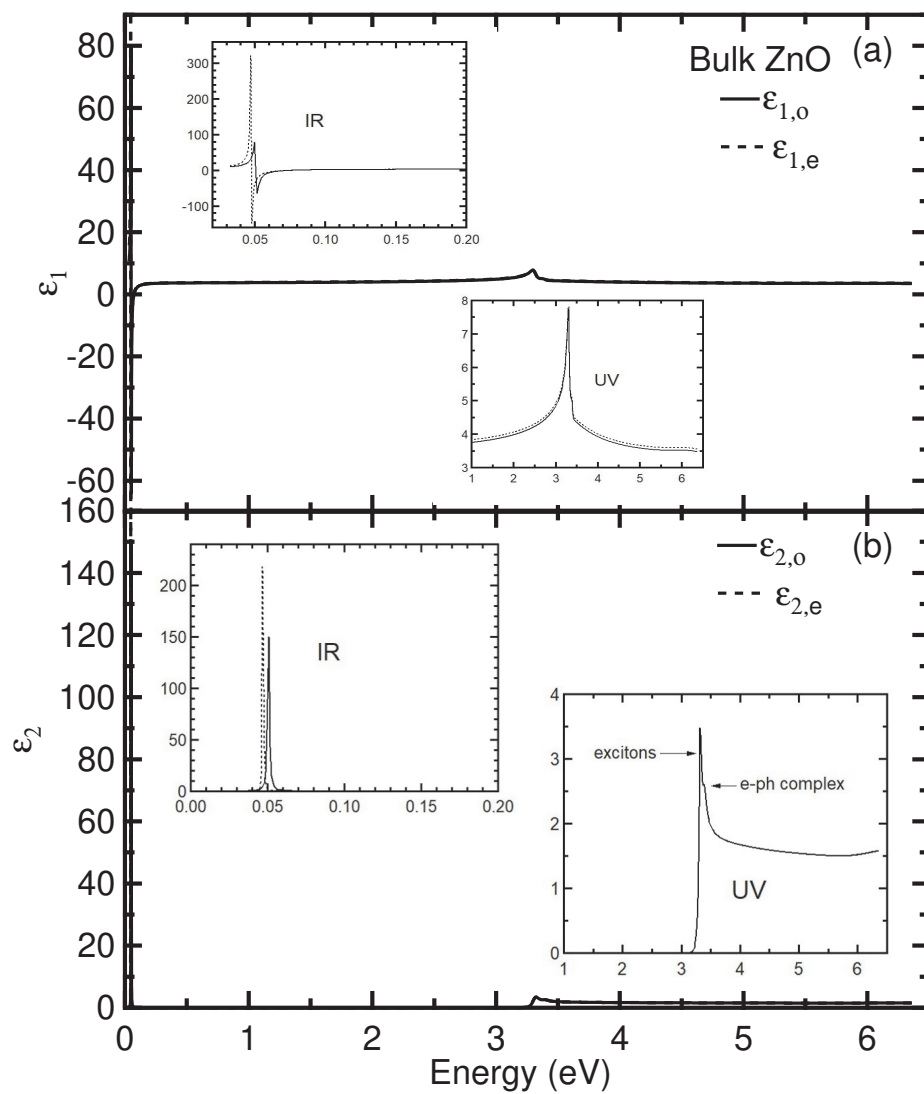 Bulk ZnO (a)
ε1,o
ε1,e
80
60
40
20
0
-20
-40
-60
ε1
IR
300
200
100
0
-100
0.05 0.10 0.15 0.20
UV
8
7
6
5
4
3
1 2 3 4 5 6
(b)
ε2,o
ε2,e
160
140
120
100
80
60
40
20
0
ε2
IR
200
150
100
50
0
0.00 0.05 0.10 0.15 0.20
4
3
2
1
0
excitons
e-ph complex
UV
1 2 3 4 5 6
0 1 2 3 4 5 6
Energy (eV)